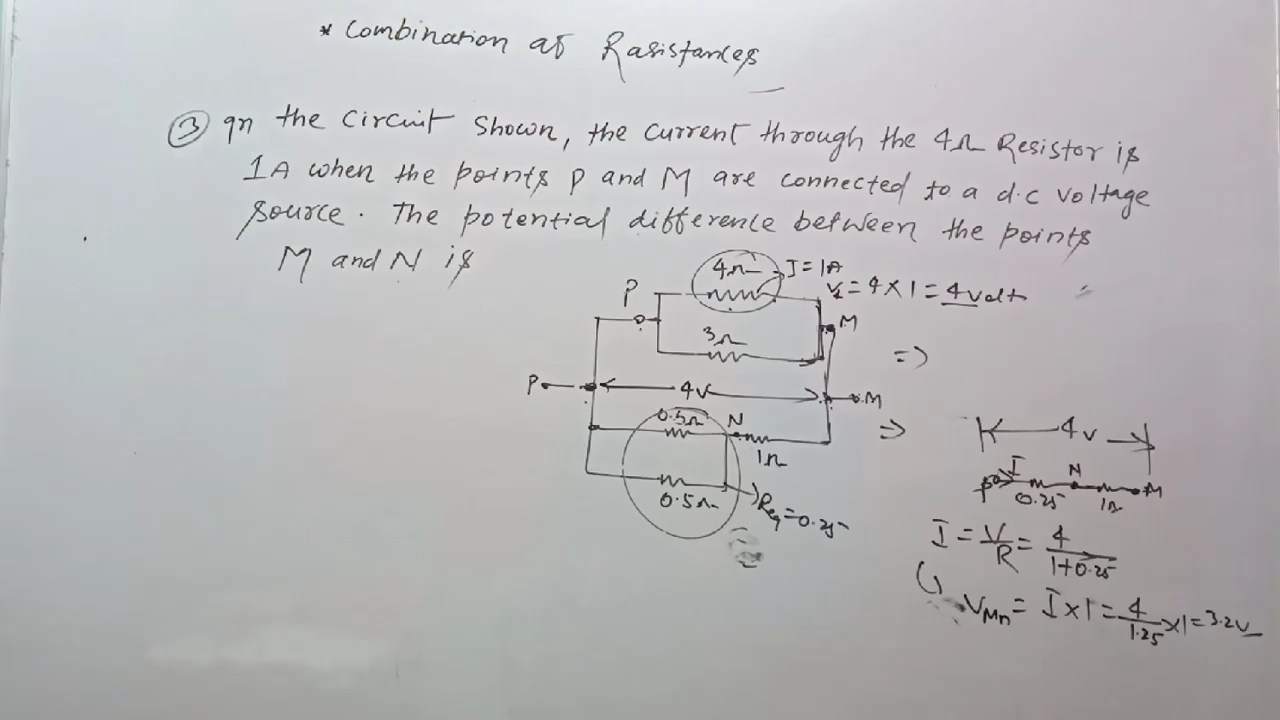 * Combination of Rasistances
③ In the circuit shown, the current through the 4Ω Resistor is
1A when the points P and M are connected to a d.c voltage
source. The potential difference between the points
M and N is
4Ω → I = 1A
V = 4 × 1 = 4 volt
P
M
3Ω
=>
P
4V
M
0.5Ω
N
1Ω
=>
0.5Ω
Req = 0.25
4v
I
P
0.25
N
1Ω
M
I = V/R = 4/1+0.25
VMn = I × 1 = 4/1.25 × 1 = 3.2V